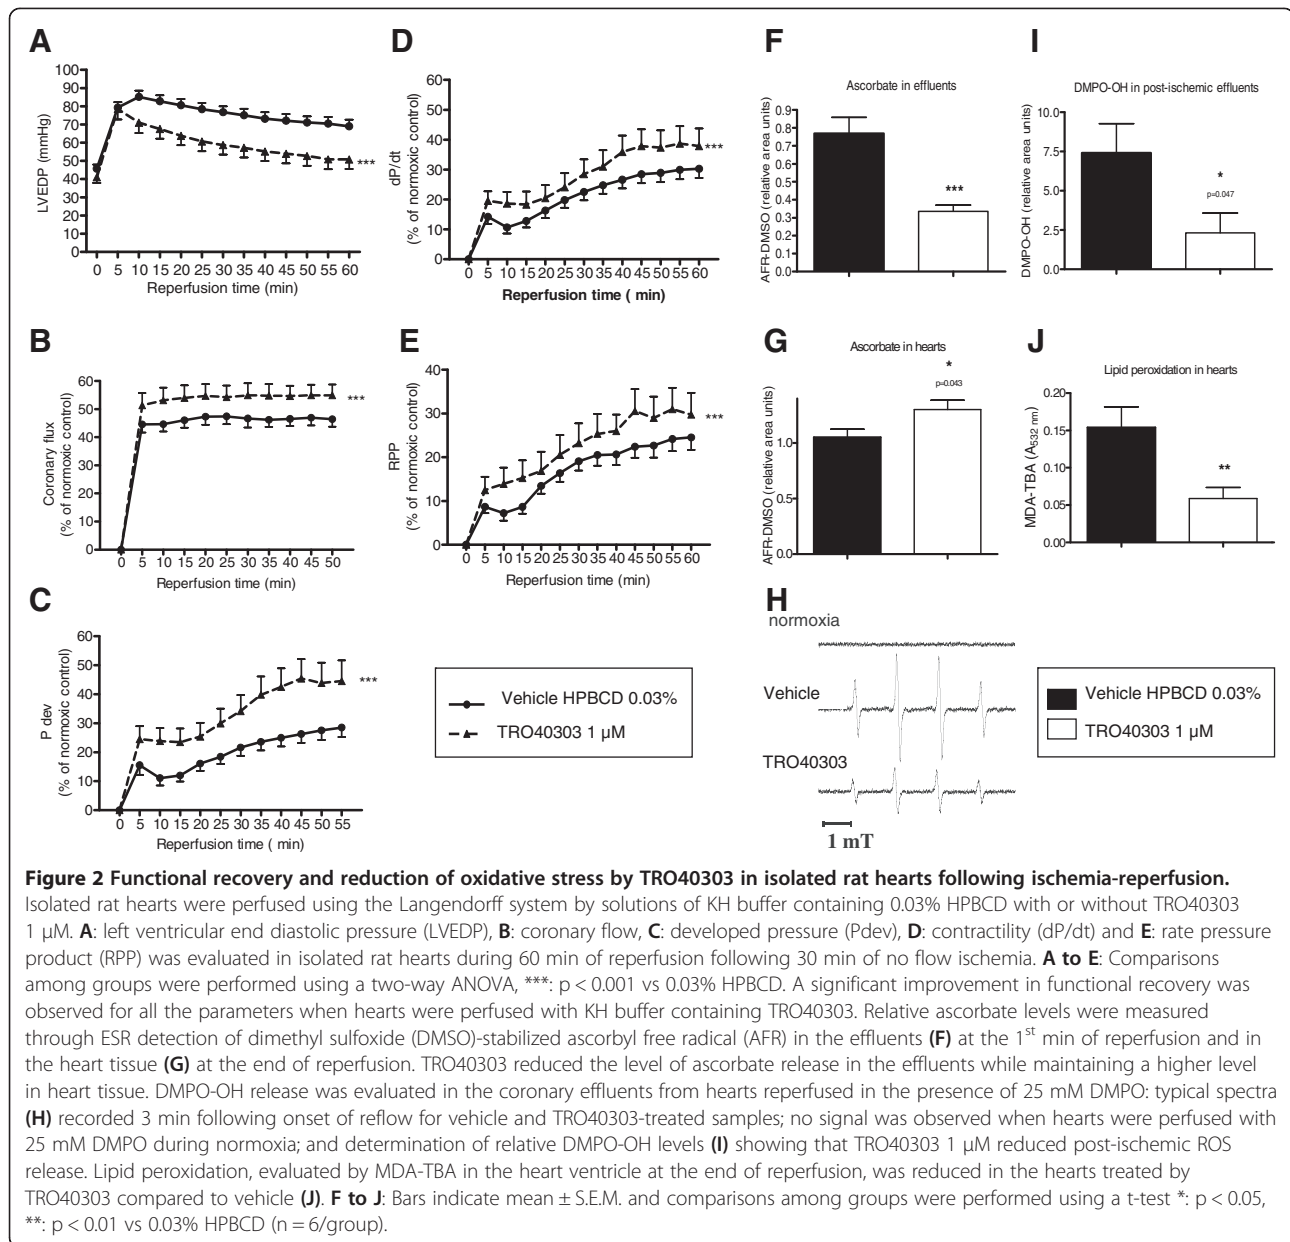 A
LVEDP (mmHg)
100
90
80
70
60
50
40
30
20
10
0
0 5 10 15 20 25 30 35 40 45 50 55 60
Reperfusion time (min)
***
B
Coronary flux
(% of normoxic control)
60
50
40
30
20
10
0
0 5 10 15 20 25 30 35 40 45 50
Reperfusion time (min)
***
C
P dev
(% of normoxic control)
60
50
40
30
20
10
0
0 5 10 15 20 25 30 35 40 45 50 55
Reperfusion time ( min)
***
D
dP/dt
(% of normoxic control)
60
50
40
30
20
10
0
0 5 10 15 20 25 30 35 40 45 50 55 60
Reperfusion time ( min)
***
E
RPP
(% of normoxic control)
40
30
20
10
0
0 5 10 15 20 25 30 35 40 45 50 55 60
Reperfusion time (min)
***
Vehicle HPBCD 0.03%
TRO40303 1 µM
F
Ascorbate in effluents
AFR-DMSO (relative area units)
0.9
0.8
0.7
0.6
0.5
0.4
0.3
0.2
0.1
0.0
***
G
Ascorbate in hearts
AFR-DMSO (relative area units)
1.0
0.5
0.0
*
p=0.043
H
normoxia
Vehicle
TRO40303
1 mT
I
DMPO-OH in post-ischemic effluents
DMPO-OH (relative area units)
10.0
7.5
5.0
2.5
0.0
*
p=0.047
J
Lipid peroxidation in hearts
MDA-TBA (A532 nm)
0.20
0.15
0.10
0.05
0.00
**
Vehicle HPBCD 0.03%
TRO40303 1 µM
Figure 2 Functional recovery and reduction of oxidative stress by TRO40303 in isolated rat hearts following ischemia-reperfusion.
Isolated rat hearts were perfused using the Langendorff system by solutions of KH buffer containing 0.03% HPBCD with or without TRO40303
1 µM. A: left ventricular end diastolic pressure (LVEDP), B: coronary flow, C: developed pressure (Pdev), D: contractility (dP/dt) and E: rate pressure
product (RPP) was evaluated in isolated rat hearts during 60 min of reperfusion following 30 min of no flow ischemia. A to E: Comparisons
among groups were performed using a two-way ANOVA, ***: p < 0.001 vs 0.03% HPBCD. A significant improvement in functional recovery was
observed for all the parameters when hearts were perfused with KH buffer containing TRO40303. Relative ascorbate levels were measured
through ESR detection of dimethyl sulfoxide (DMSO)-stabilized ascorbyl free radical (AFR) in the effluents (F) at the 1st min of reperfusion and in
the heart tissue (G) at the end of reperfusion. TRO40303 reduced the level of ascorbate release in the effluents while maintaining a higher level
in heart tissue. DMPO-OH release was evaluated in the coronary effluents from hearts reperfused in the presence of 25 mM DMPO: typical spectra
(H) recorded 3 min following onset of reflow for vehicle and TRO40303-treated samples; no signal was observed when hearts were perfused with
25 mM DMPO during normoxia; and determination of relative DMPO-OH levels (I) showing that TRO40303 1 µM reduced post-ischemic ROS
release. Lipid peroxidation, evaluated by MDA-TBA in the heart ventricle at the end of reperfusion, was reduced in the hearts treated by
TRO40303 compared to vehicle (J). F to J: Bars indicate mean ± S.E.M. and comparisons among groups were performed using a t-test *: p < 0.05,
**: p < 0.01 vs 0.03% HPBCD (n = 6/group).